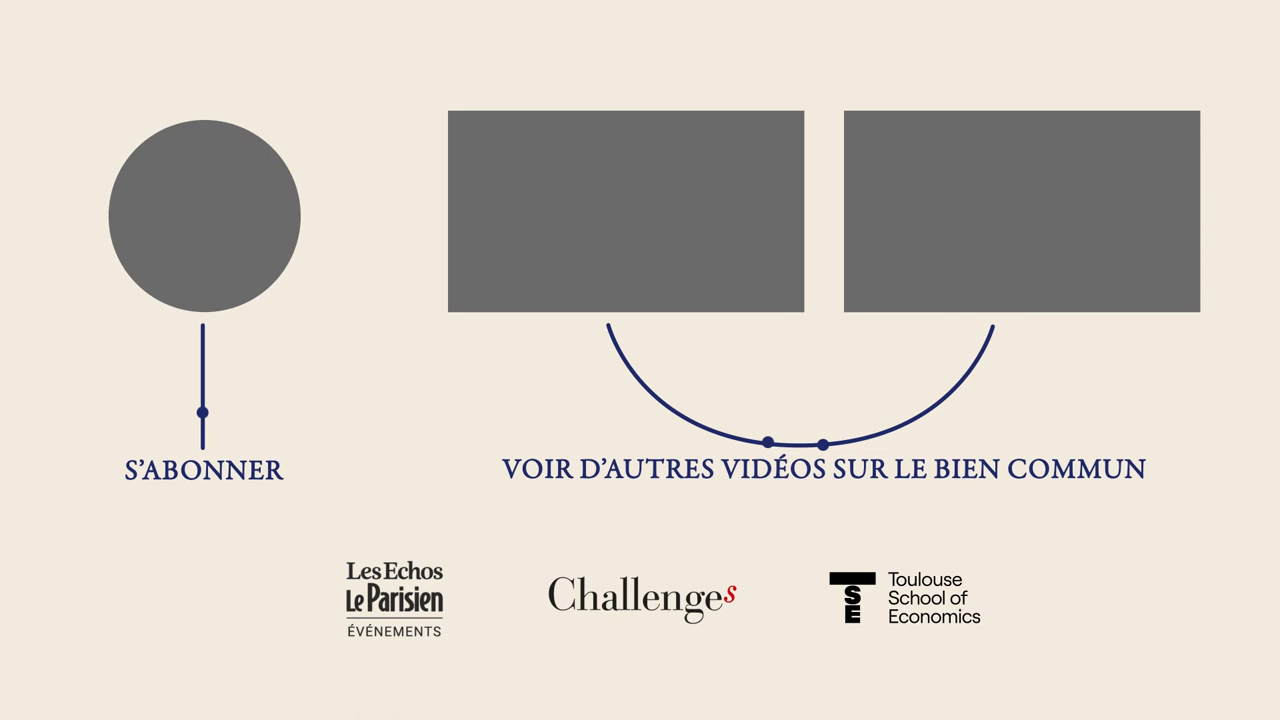 S’ABONNER
VOIR D’AUTRES VIDÉOS SUR LE BIEN COMMUN
Les Echos
Le Parisien
ÉVÉNEMENTS
Challenges
TSE
Toulouse
School of
Economics